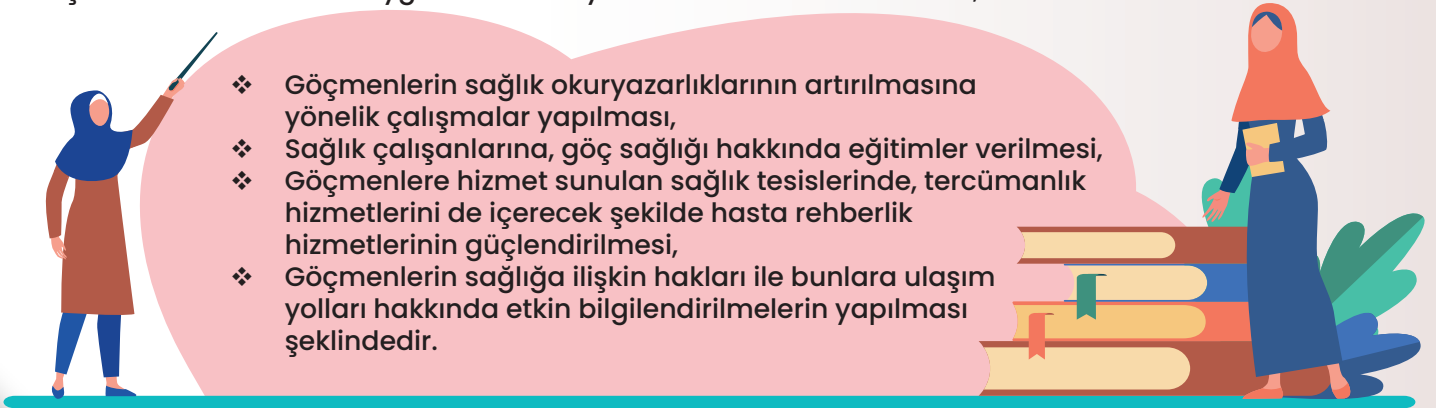 ❖ Göçmenlerin sağlık okuryazarlıklarının artırılmasına
yönelik çalışmalar yapılması,
❖ Sağlık çalışanlarına, göç sağlığı hakkında eğitimler verilmesi,
❖ Göçmenlere hizmet sunulan sağlık tesislerinde, tercümanlık
hizmetlerini de içerecek şekilde hasta rehberlik
hizmetlerinin güçlendirilmesi,
❖ Göçmenlerin sağlığa ilişkin hakları ile bunlara ulaşım
yolları hakkında etkin bilgilendirilmelerin yapılması
şeklindedir.